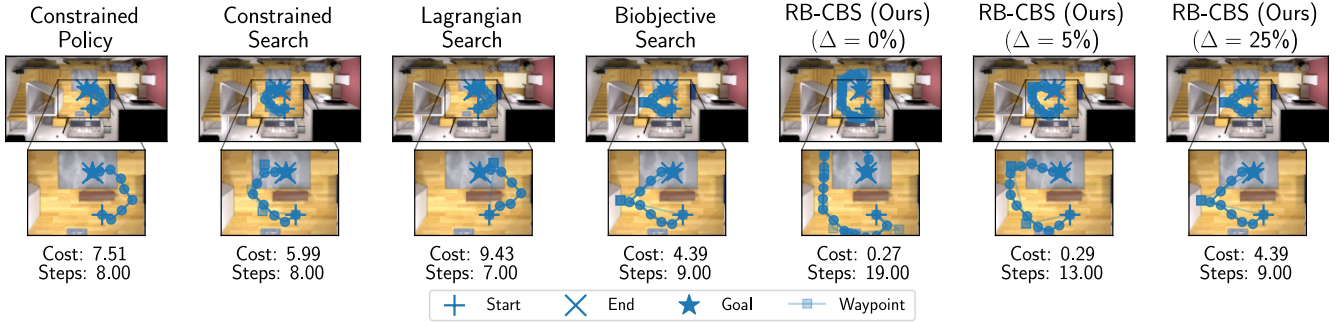 Constrained
Policy
Constrained
Search
Lagrangian
Search
Biobjective
Search
RB-CBS (Ours)
(Δ = 0%)
RB-CBS (Ours)
(Δ = 5%)
RB-CBS (Ours)
(Δ = 25%)
Cost: 7.51
Steps: 8.00
Cost: 5.99
Steps: 8.00
Cost: 9.43
Steps: 7.00
Cost: 4.39
Steps: 9.00
Cost: 0.27
Steps: 19.00
Cost: 0.29
Steps: 13.00
Cost: 4.39
Steps: 9.00
Start
End
Goal
Waypoint